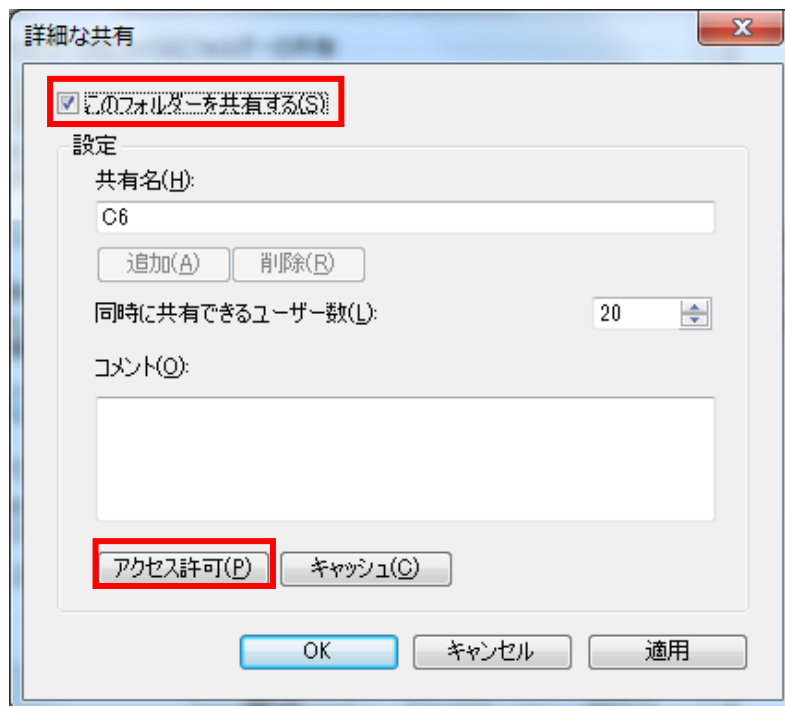 詳細な共有
このフォルダーを共有する(S)
設定
共有名(H):
C6
追加(A) 削除(R)
同時に共有できるユーザー数(L): 20
コメント(O):
アクセス許可(P) キャッシュ(C)
OK キャンセル 適用